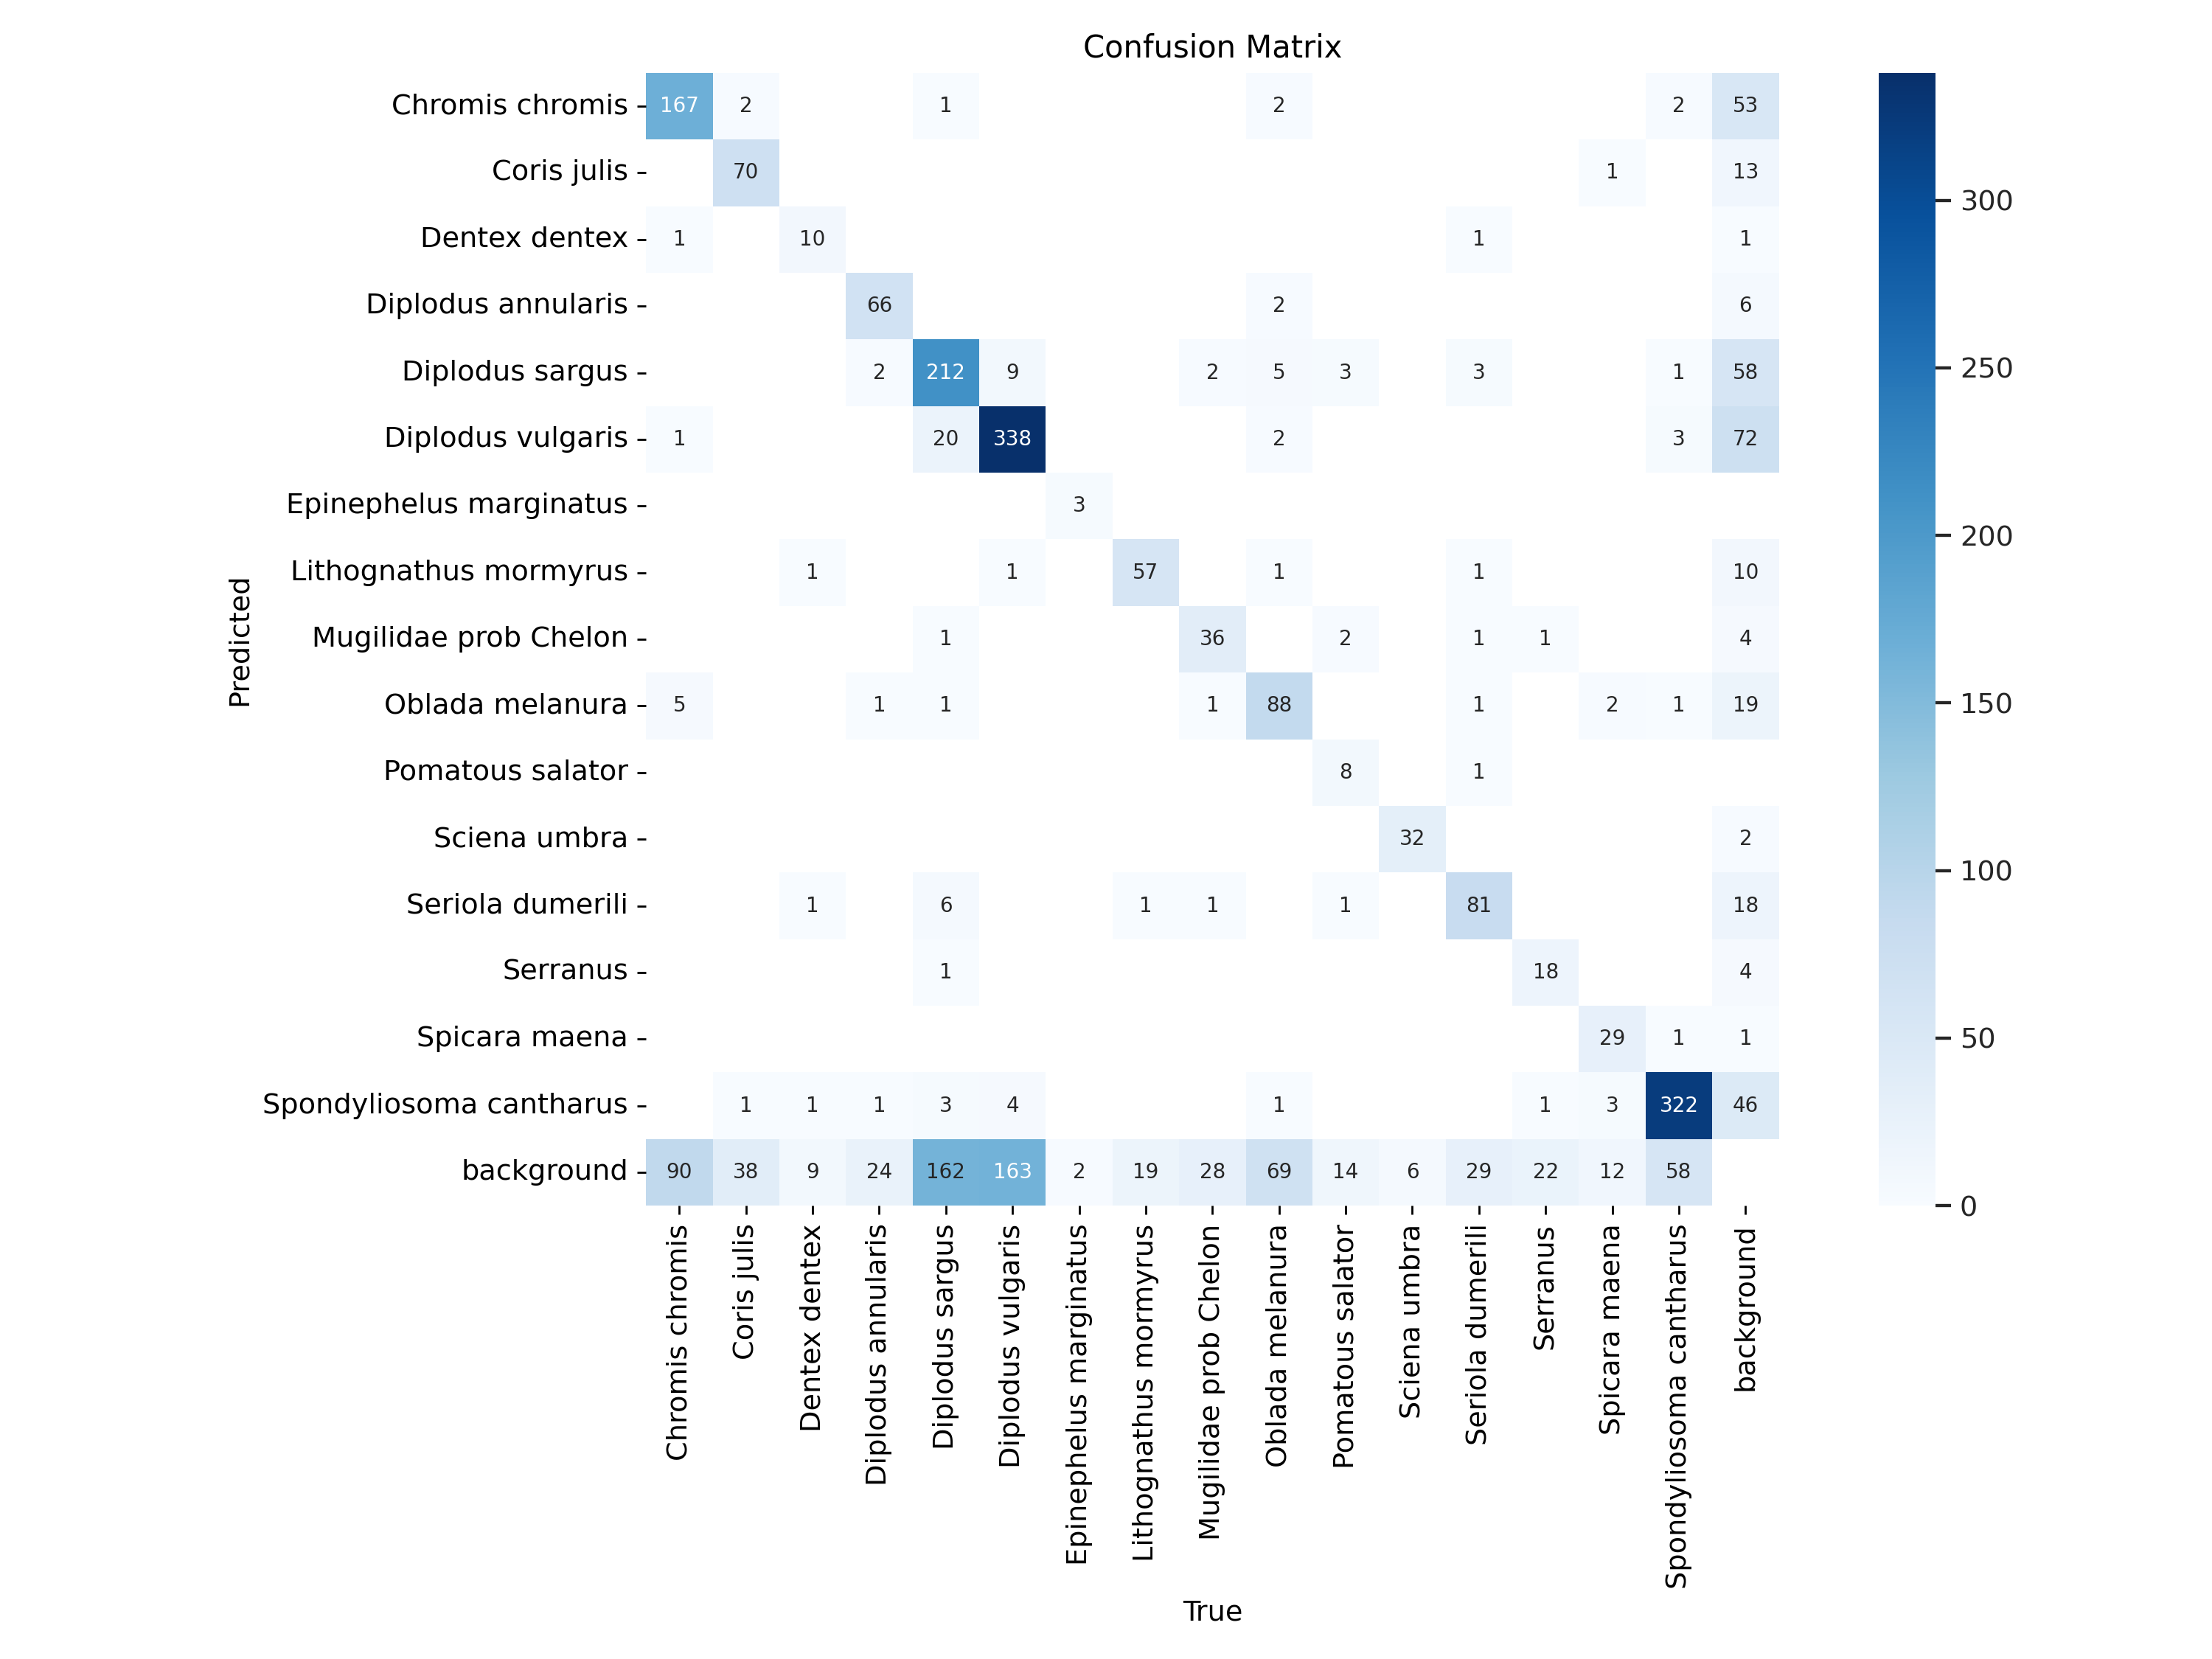 Confusion Matrix
Chromis chromis 167 2 1 2 2 53
Coris julis 70 1 13
Dentex dentex 1 10 1 1
Diplodus annularis 66 2 6
Diplodus sargus 2 212 9 2 5 3 3 1 58
Diplodus vulgaris 1 20 338 2 3 72
Epinephelus marginatus 3
Lithognathus mormyrus 1 1 57 1 1 10
Mugilidae prob Chelon 1 36 2 1 1 4
Oblada melanura 5 1 1 1 88 1 2 1 19
Pomatous salator 8 1
Sciena umbra 32 2
Seriola dumerili 1 6 1 1 1 81 18
Serranus 1 18 4
Spicara maena 29 1 1
Spondyliosoma cantharus 1 1 1 3 4 1 1 3 322 46
background 90 38 9 24 162 163 2 19 28 69 14 6 29 22 12 58
Predicted
Chromis chromis
Coris julis
Dentex dentex
Diplodus annularis
Diplodus sargus
Diplodus vulgaris
Epinephelus marginatus
Lithognathus mormyrus
Mugilidae prob Chelon
Oblada melanura
Pomatous salator
Sciena umbra
Seriola dumerili
Serranus
Spicara maena
Spondyliosoma cantharus
background
True
300
250
200
150
100
50
0